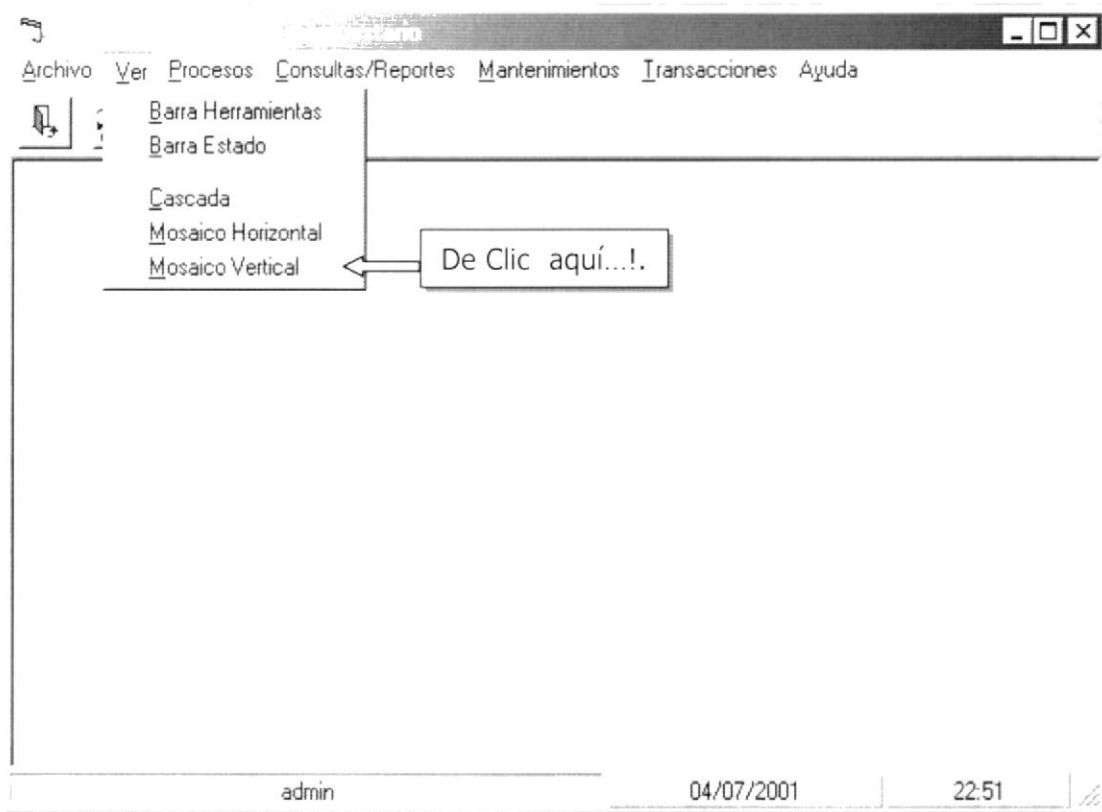 Archivo Ver Procesos Consultas/Reportes Mantenimientos Transacciones Ayuda
Barra Herramientas
Barra Estado
Cascada
Mosaico Horizontal
Mosaico Vertical
De Clic aquí...!.
admin 04/07/2001 22:51